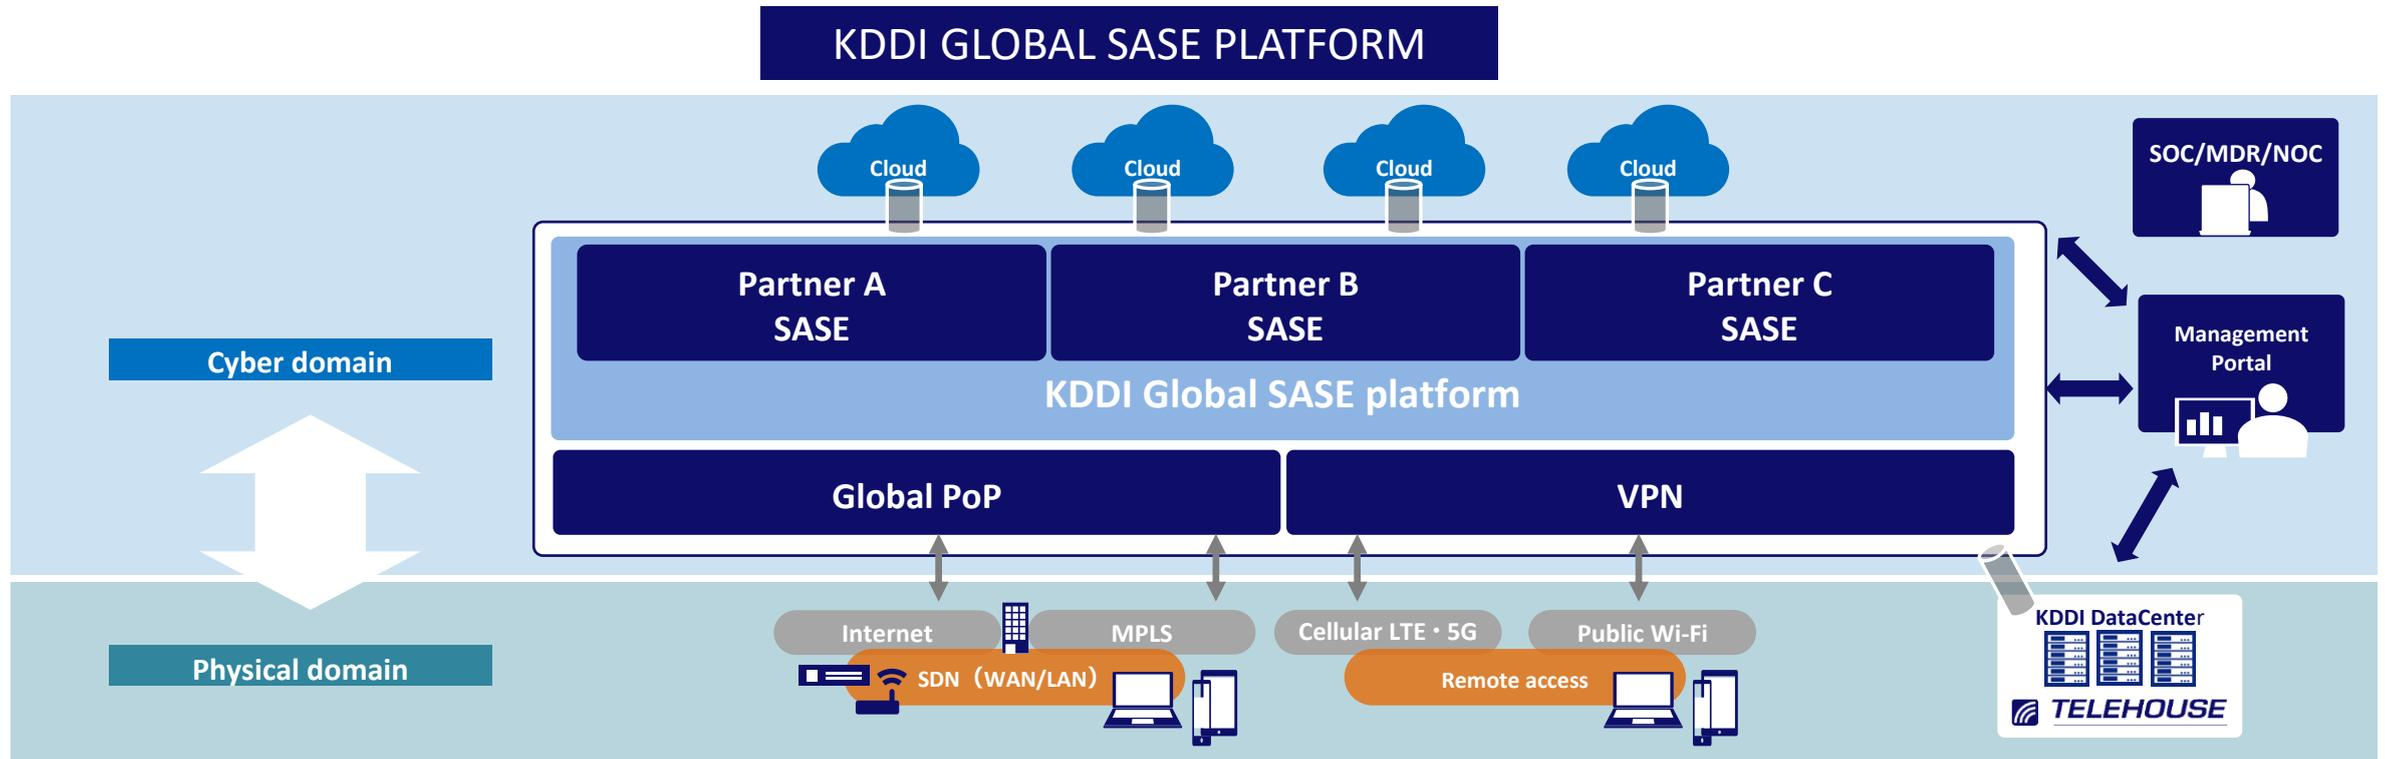 KDDI GLOBAL SASE PLATFORM
Cloud
Cloud
Cloud
Cloud
SOC/MDR/NOC
Partner A
SASE
Partner B
SASE
Partner C
SASE
KDDI Global SASE platform
Management
Portal
Cyber domain
Global PoP
VPN
Internet
MPLS
Cellular LTE・5G
Public Wi-Fi
KDDI DataCenter
Physical domain
SDN（WAN/LAN）
Remote access
TELEHOUSE